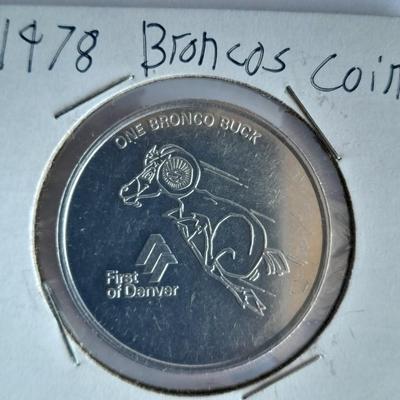 1978 Broncos Coin
ONE BRONCO BUCK
First
of Denver